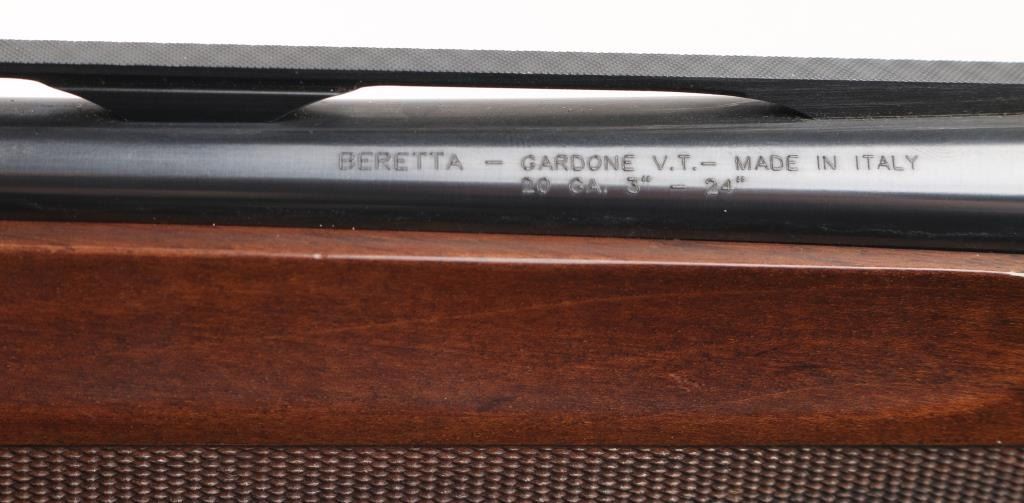 BERETTA - GARDONE V.T.- MADE IN ITALY
20 GA. 3" - 24"